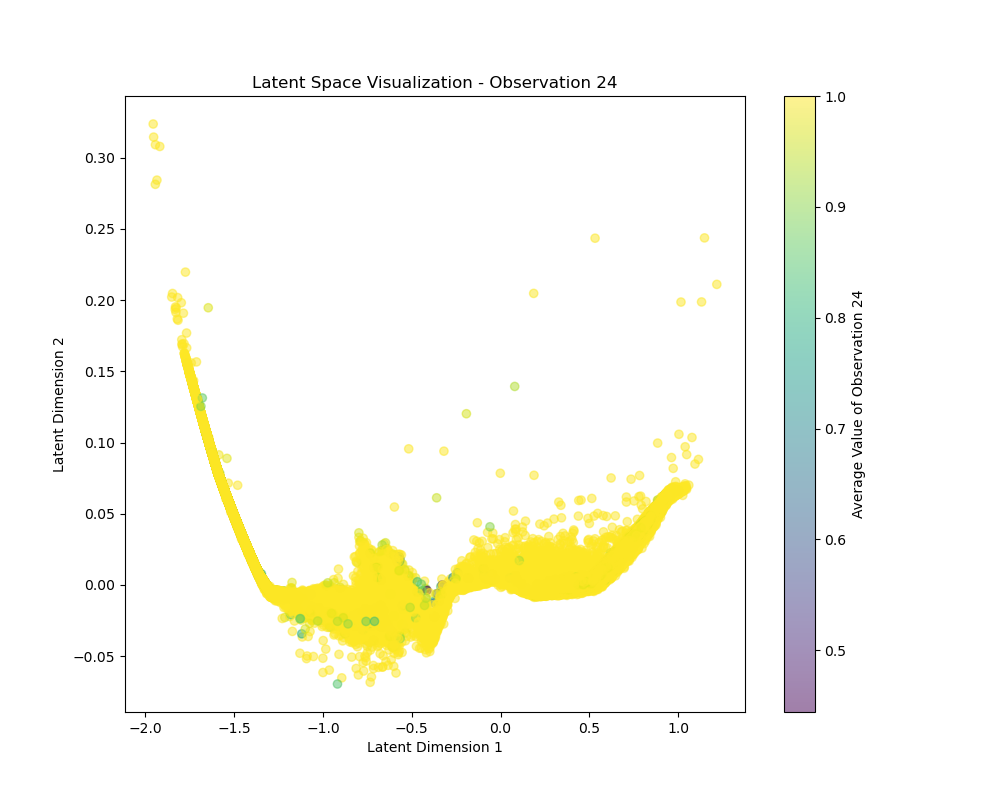 Latent Space Visualization - Observation 24
0.30
0.25
0.20
0.15
0.10
0.05
0.00
−0.05
Latent Dimension 2
−2.0 −1.5 −1.0 −0.5 0.0 0.5 1.0
Latent Dimension 1
1.0
0.9
0.8
0.7
0.6
0.5
Average Value of Observation 24